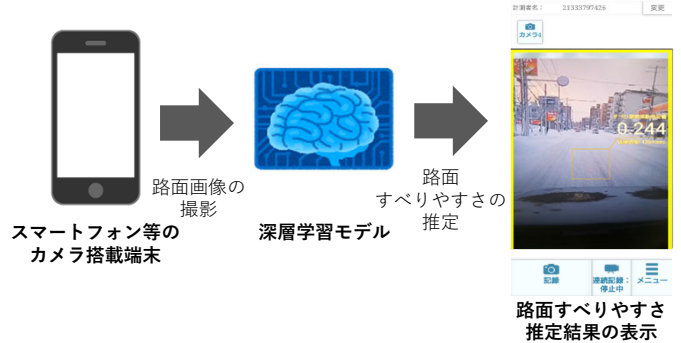 計測者名： 21333797426 変更
カメラ1
0.244
記録
連続記録：
停止中
メニュー
路面画像の
撮影
路面
すべりやすさの
推定
スマートフォン等の
カメラ搭載端末
深層学習モデル
路面すべりやすさ
推定結果の表示